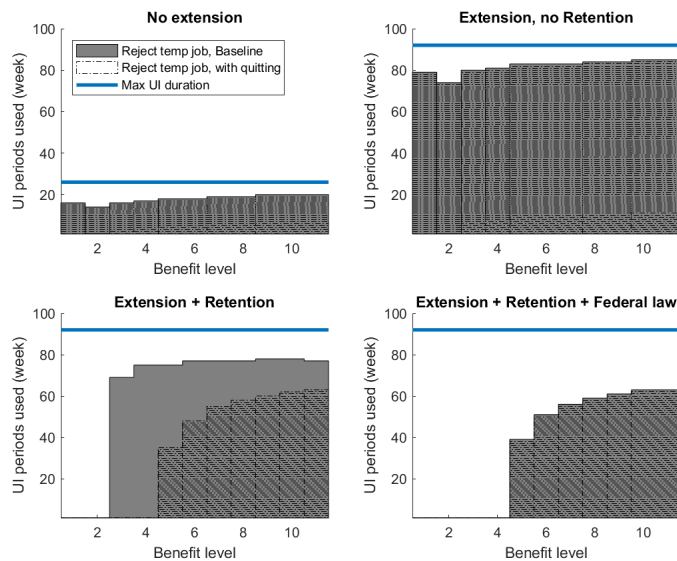 No extension
UI periods used (week)
100
80
60
40
20
Reject temp job, Baseline
Reject temp job, with quitting
Max UI duration
2 4 6 8 10
Benefit level
Extension, no Retention
UI periods used (week)
100
80
60
40
20
2 4 6 8 10
Benefit level
Extension + Retention
UI periods used (week)
100
80
60
40
20
2 4 6 8 10
Benefit level
Extension + Retention + Federal law
UI periods used (week)
100
80
60
40
20
2 4 6 8 10
Benefit level